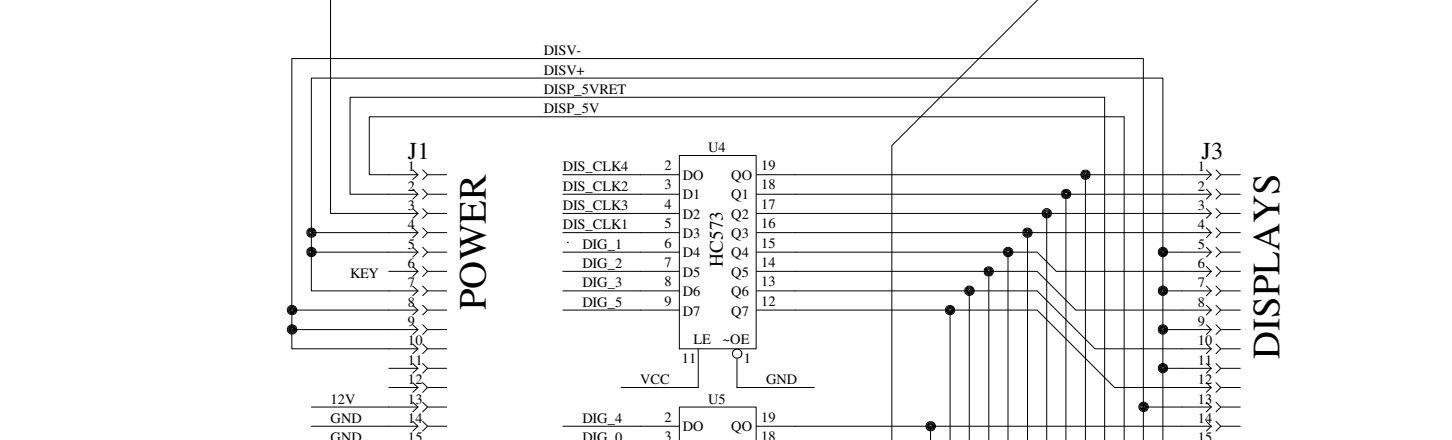 DISV-
DISV+
DISP_5VRET
DISP_5V
J1
1
2
3
4
5
6
7
8
9
10
11
12
13
14
15
KEY
12V
GND
GND
POWER
U4
DIS_CLK4 2 DO QO 19
DIS_CLK2 3 D1 Q1 18
DIS_CLK3 4 D2 Q2 17
DIS_CLK1 5 D3 Q3 16
DIG_1 6 D4 Q4 15
DIG_2 7 D5 Q5 14
DIG_3 8 D6 Q6 13
DIG_5 9 D7 Q7 12
HC573
LE ~OE
11 1
VCC GND
U5
DIG_4 2 DO QO 19
DIG_0 3 18
J3
1
2
3
4
5
6
7
8
9
10
11
12
13
14
15
DISPLAYS